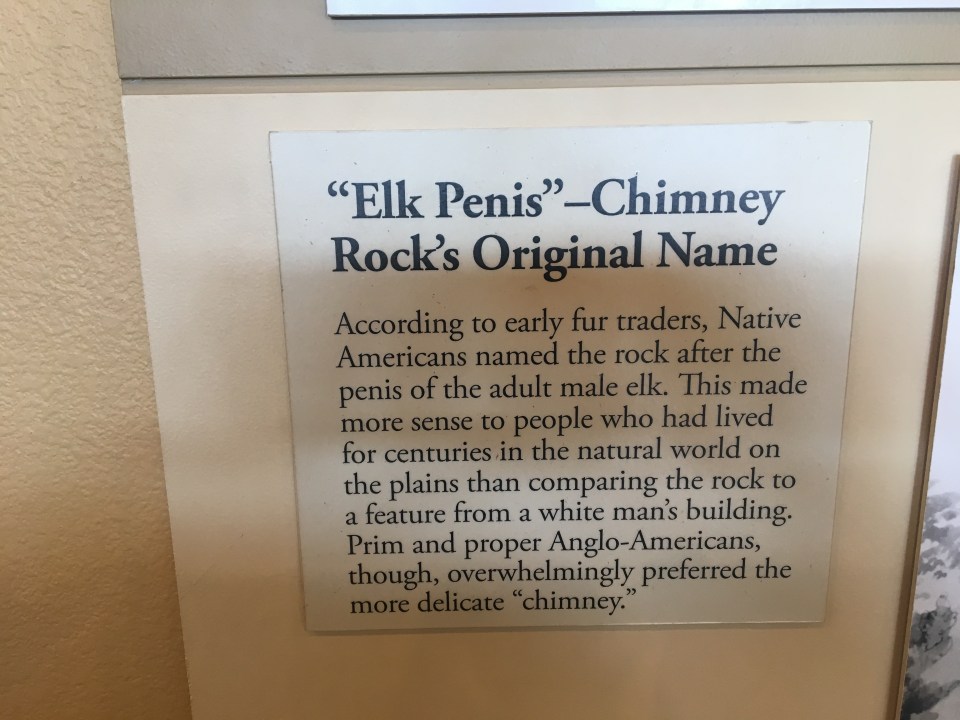 “Elk Penis”–Chimney
Rock’s Original Name
According to early fur traders, Native
Americans named the rock after the
penis of the adult male elk. This made
more sense to people who had lived
for centuries in the natural world on
the plains than comparing the rock to
a feature from a white man’s building.
Prim and proper Anglo-Americans,
though, overwhelmingly preferred the
more delicate “chimney.”